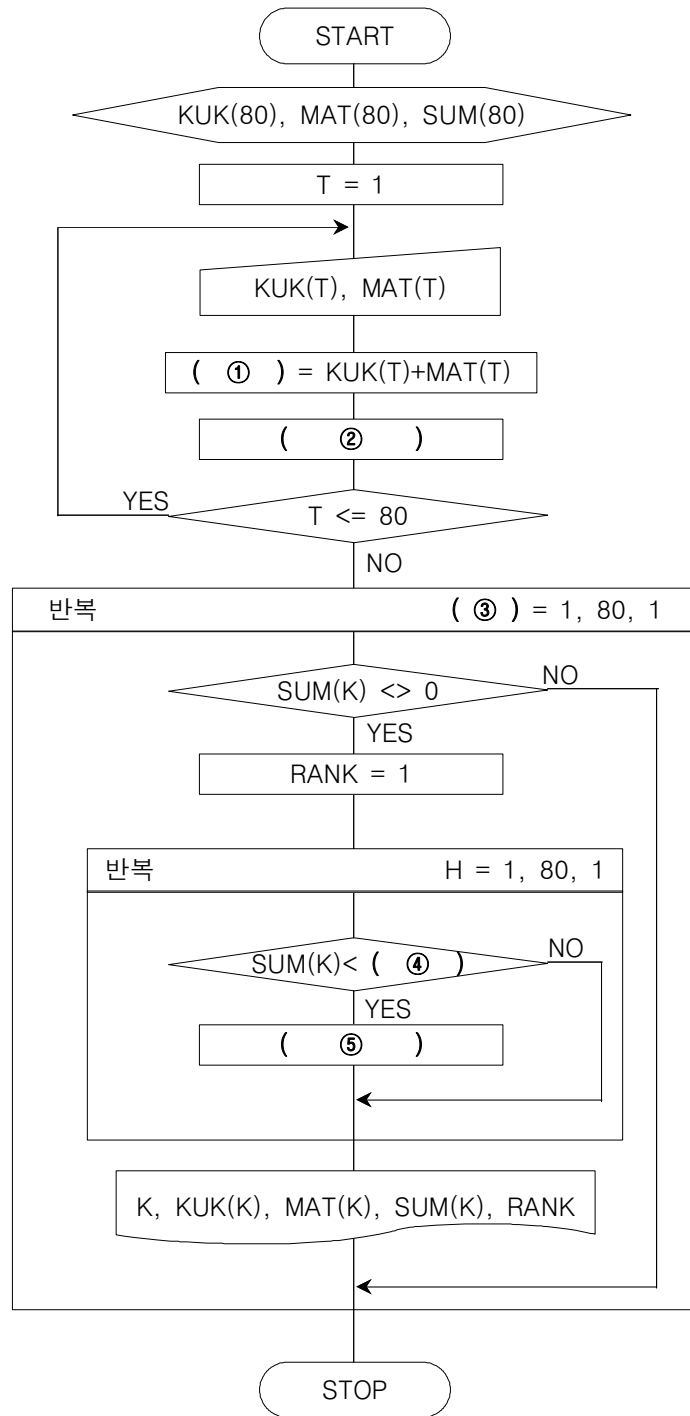 START
KUK(80), MAT(80), SUM(80)
T = 1
KUK(T), MAT(T)
( ① ) = KUK(T)+MAT(T)
( ② )
YES
T <= 80
NO
반복 ( ③ ) = 1, 80, 1
SUM(K) <> 0
NO
YES
RANK = 1
반복 H = 1, 80, 1
SUM(K)< ( ④ )
NO
YES
( ⑤ )
K, KUK(K), MAT(K), SUM(K), RANK
STOP